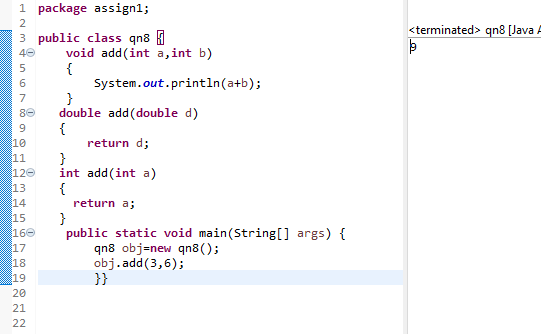 1 package assign1;
2
3 public class qn8 {
4 void add(int a,int b)
5 {
6 System.out.println(a+b);
7 }
8 double add(double d)
9 {
10 return d;
11 }
12 int add(int a)
13 {
14 return a;
15 }
16 public static void main(String[] args) {
17 qn8 obj=new qn8();
18 obj.add(3,6);
19 }}
20
21
22
<terminated> qn8 [Java A
9